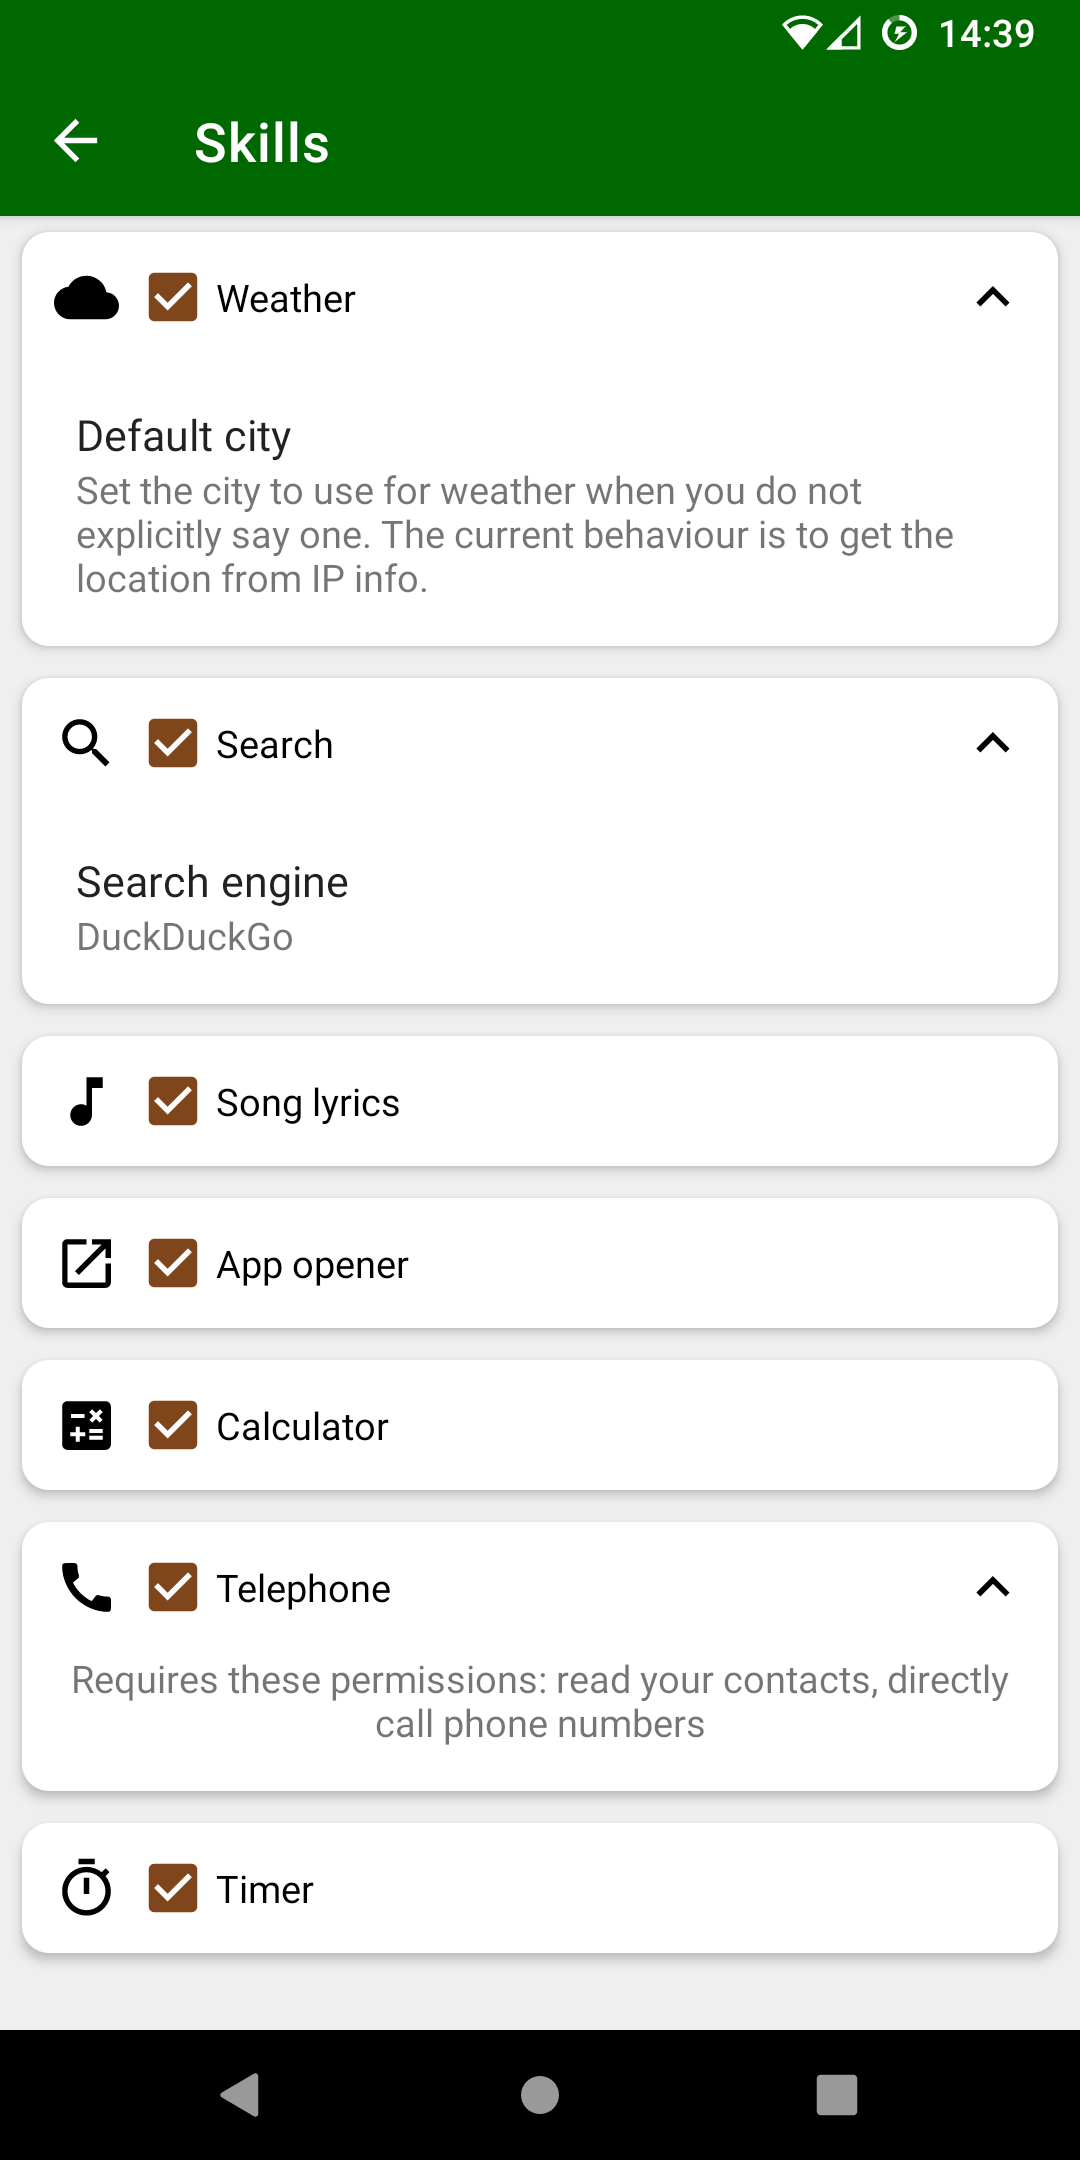 14:39
Skills
Weather
Default city
Set the city to use for weather when you do not
explicitly say one. The current behaviour is to get the
location from IP info.
Search
Search engine
DuckDuckGo
Song lyrics
App opener
Calculator
Telephone
Requires these permissions: read your contacts, directly
call phone numbers
Timer